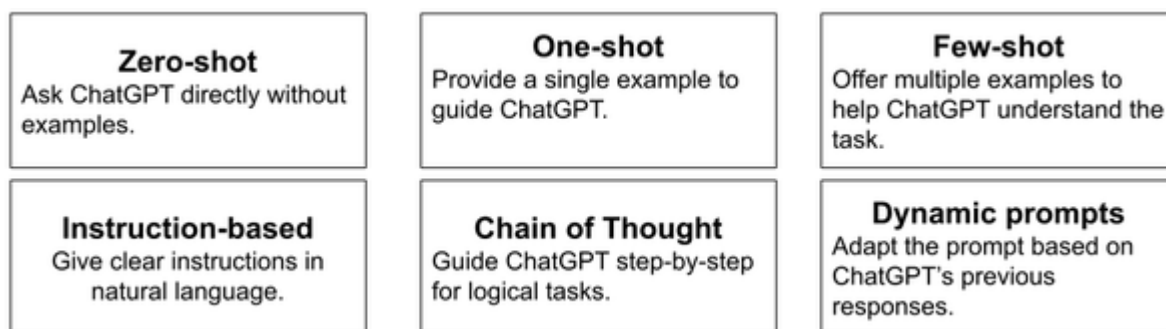 Zero-shot
Ask ChatGPT directly without
examples.
One-shot
Provide a single example to
guide ChatGPT.
Few-shot
Offer multiple examples to
help ChatGPT understand the
task.
Instruction-based
Give clear instructions in
natural language.
Chain of Thought
Guide ChatGPT step-by-step
for logical tasks.
Dynamic prompts
Adapt the prompt based on
ChatGPT's previous
responses.